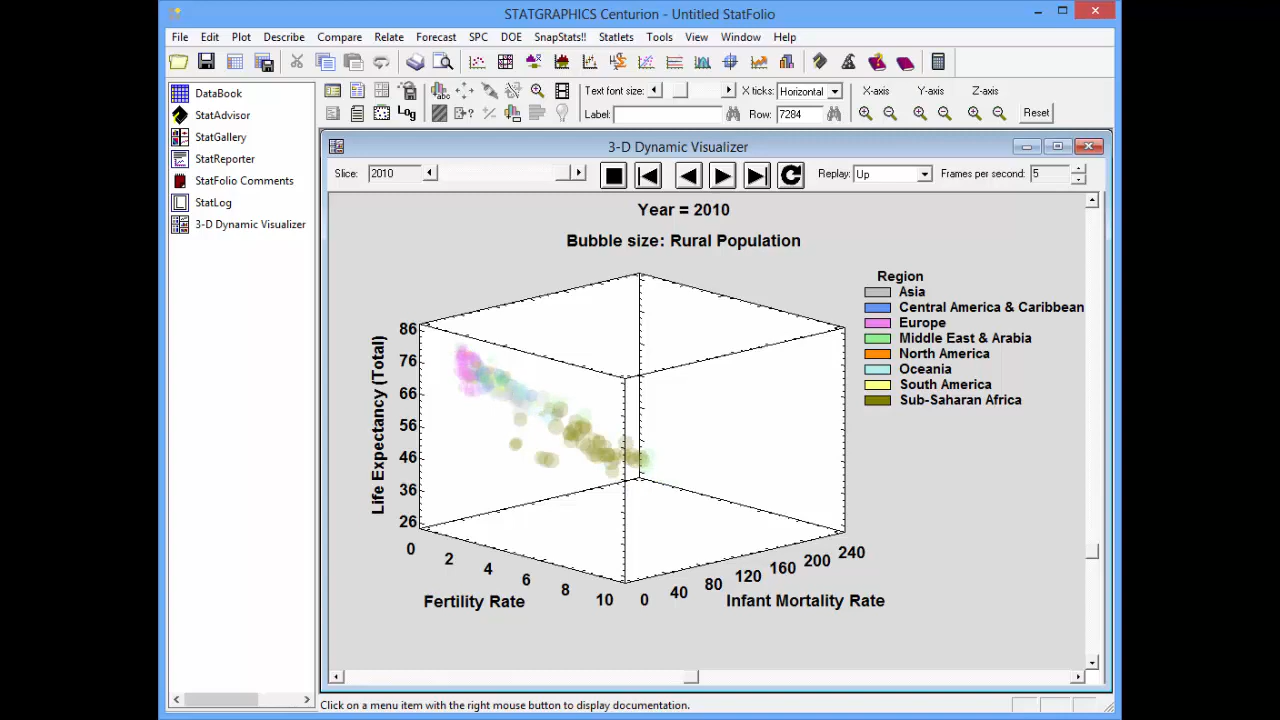 STATGRAPHICS Centurion - Untitled StatFolio
File Edit Plot Describe Compare Relate Forecast SPC DOE SnapStats!! Statlets Tools View Window Help
DataBook
StatAdvisor
StatGallery
StatReporter
StatFolio Comments
StatLog
3-D Dynamic Visualizer
Text font size: X ticks: Horizontal X-axis Y-axis Z-axis
Log Label: Row: 7284 Reset
3-D Dynamic Visualizer
Slice: 2010 Replay: Up Frames per second: 5
Year = 2010
Bubble size: Rural Population
Region
Asia
Central America & Caribbean
Europe
Middle East & Arabia
North America
Oceania
South America
Sub-Saharan Africa
Life Expectancy (Total)
86
76
66
56
46
36
26
0 2 4 6 8 10
Fertility Rate
0 40 80 120 160 200 240
Infant Mortality Rate
Click on a menu item with the right mouse button to display documentation.